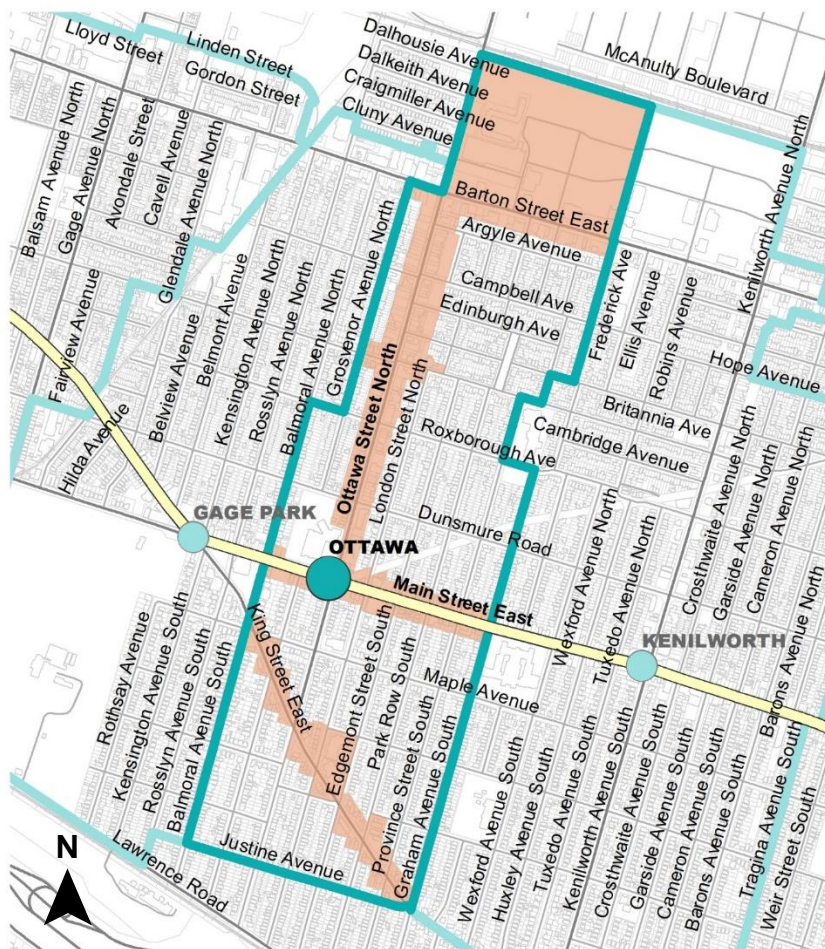 Dalhousie Avenue
Lloyd Street
Linden Street
McAnulty Boulevard
Dalkeith Avenue
Gordon Street
Craigmiller Avenue
Cluny Avenue
Balsam Avenue North
Gage Avenue North
Avondale Street
Cavell Avenue
Glendale Avenue North
Barton Street East
Argyle Avenue
Kenilworth Avenue North
Fairview Avenue
Belview Avenue
Belmont Avenue
Kensington Avenue North
Rosslyn Avenue North
Balmoral Avenue North
Grosvenor Avenue North
Campbell Ave
Edinburgh Ave
Frederick Ave
Ellis Avenue
Robins Avenue
Hope Avenue
Britannia Ave
Cambridge Avenue
Hilda Avenue
Ottawa Street North
London Street North
Roxborough Ave
Dunsmure Road
GAGE PARK
OTTAWA
Main Street East
Wexford Avenue North
Tuxedo Avenue North
Crosthwaite Avenue North
Garside Avenue North
Cameron Avenue North
Barons Avenue North
KENILWORTH
Rothsay Avenue
Kensington Avenue South
Rosslyn Avenue South
Balmoral Avenue South
King Street East
Edgemont Street South
Park Row South
Province Street South
Graham Avenue South
Maple Avenue
Wexford Avenue South
Huxley Avenue South
Tuxedo Avenue South
Kenilworth Avenue South
Crosthwaite Avenue South
Garside Avenue South
Cameron Avenue South
Barons Avenue South
Tragina Avenue South
Weir Street South
Justine Avenue
Lawrence Road
N